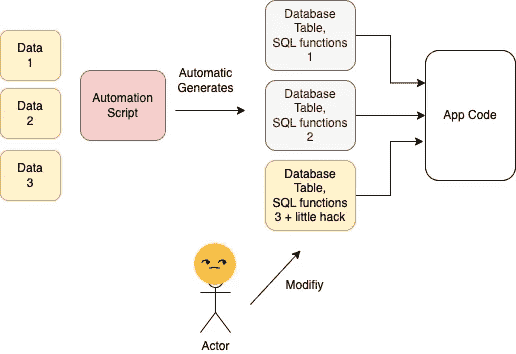 Data
1
Data
2
Data
3
Automation
Script
Automatic
Generates
Database
Table,
SQL functions
1
Database
Table,
SQL functions
2
Database
Table,
SQL functions
3 + little hack
App Code
Modifiy
Actor